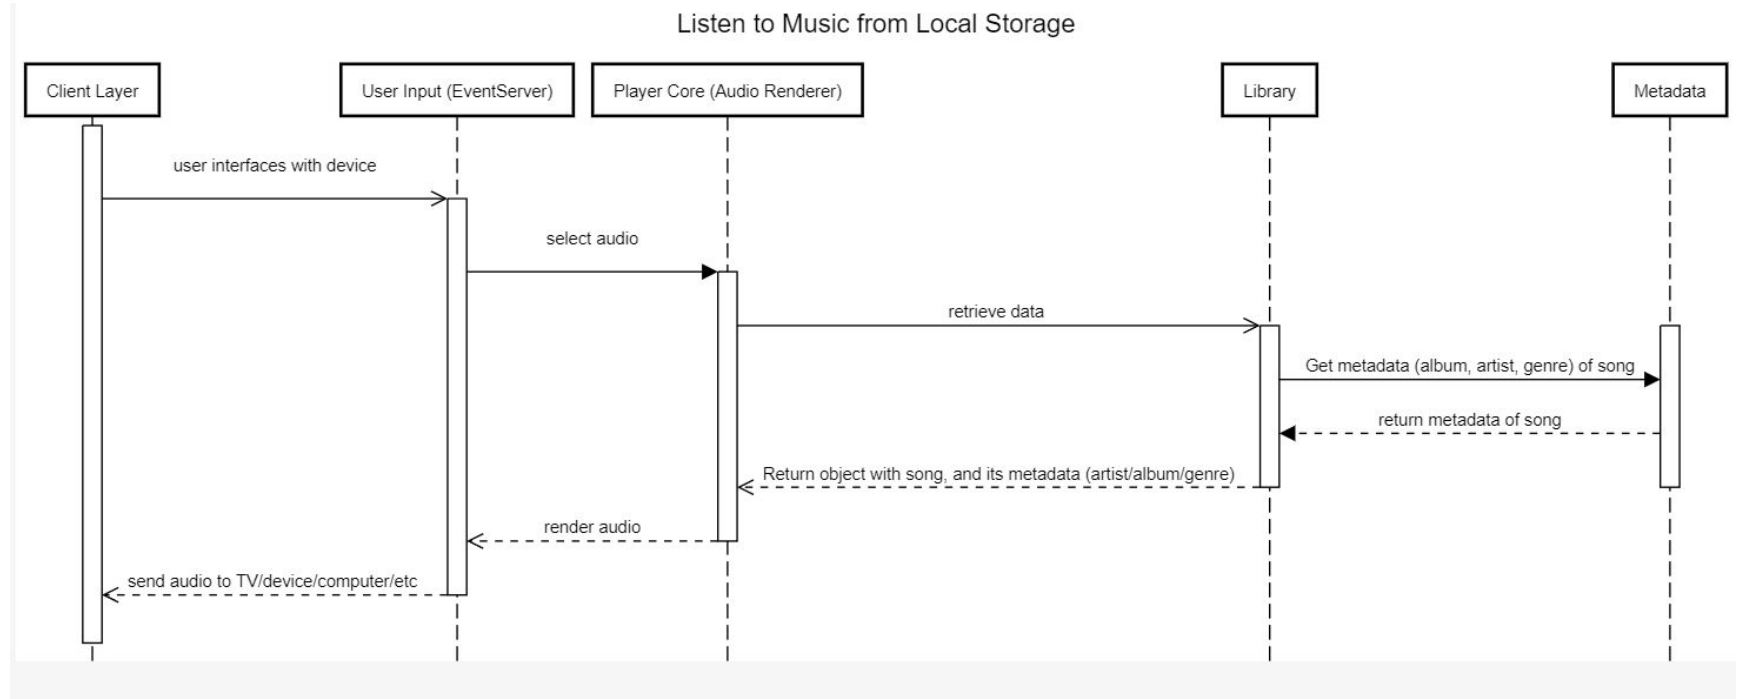 Listen to Music from Local Storage
Client Layer
User Input (EventServer)
Player Core (Audio Renderer)
Library
Metadata
user interfaces with device
select audio
retrieve data
Get metadata (album, artist, genre) of song
return metadata of song
Return object with song, and its metadata (artist/album/genre)
render audio
send audio to TV/device/computer/etc